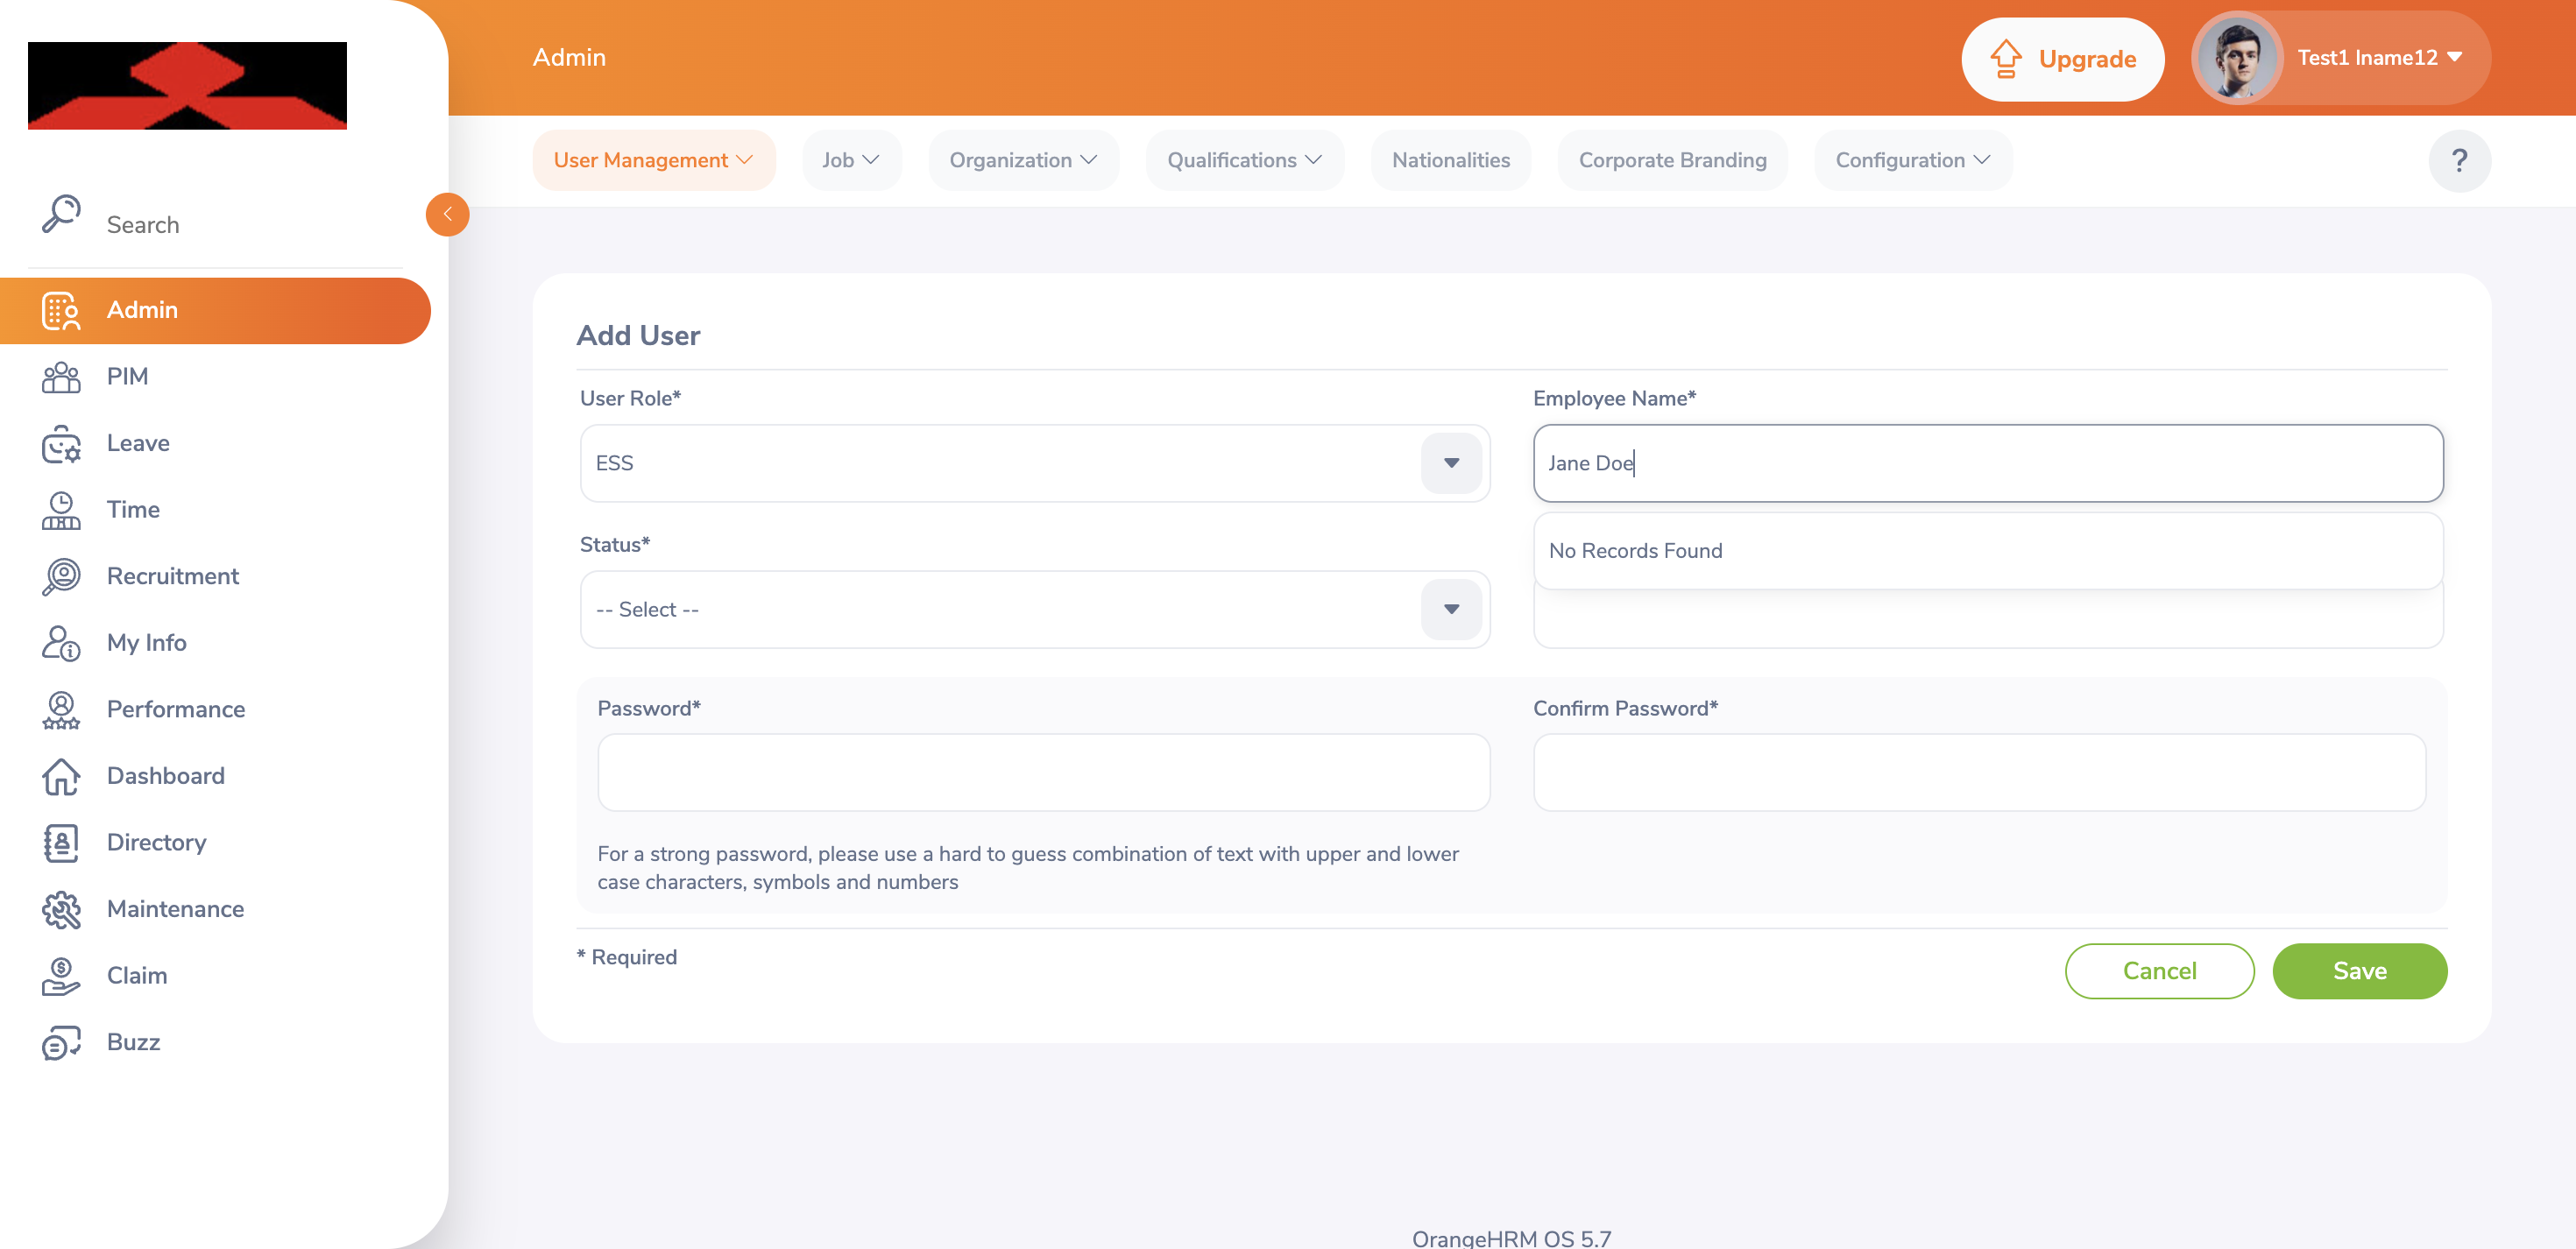 Admin
Upgrade
Test1 lname12
User Management
Job
Organization
Qualifications
Nationalities
Corporate Branding
Configuration
?
Search
Admin
PIM
Leave
Time
Recruitment
My Info
Performance
Dashboard
Directory
Maintenance
Claim
Buzz
Add User
User Role*
ESS
Employee Name*
Jane Doe
No Records Found
Status*
-- Select --
Password*
Confirm Password*
For a strong password, please use a hard to guess combination of text with upper and lower
case characters, symbols and numbers
* Required
Cancel
Save
OrangeHRM OS 5.7